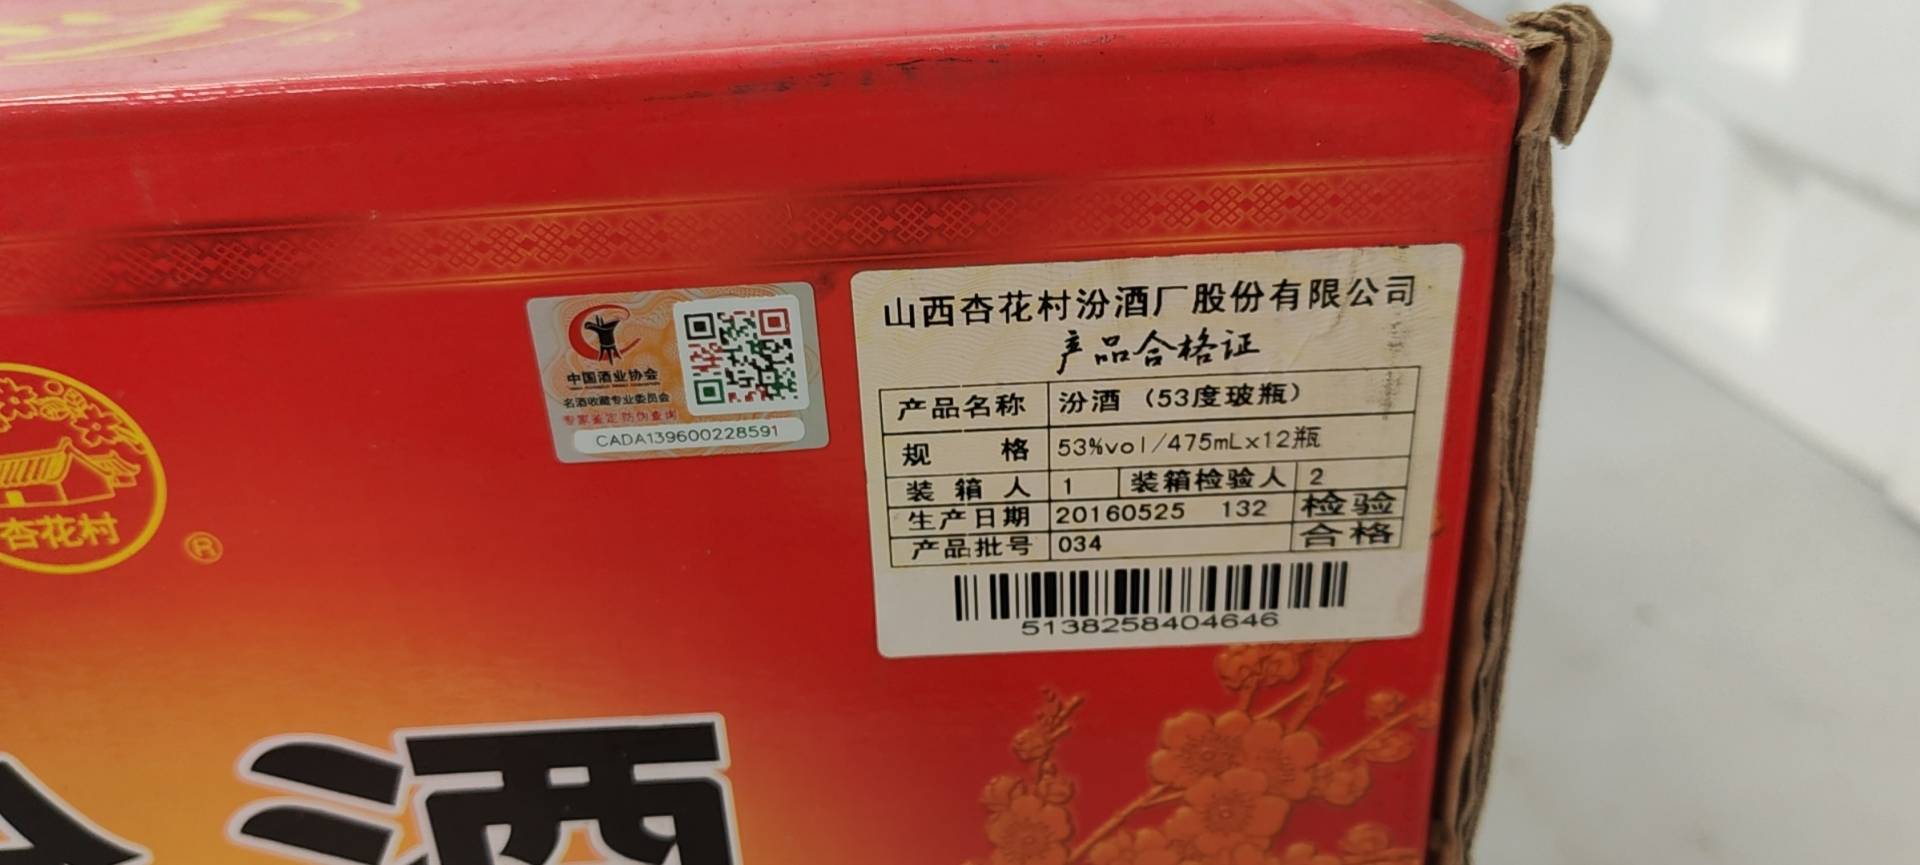 中国酒业协会
名酒收藏专业委员会
专家鉴定 防伪查询
CADA139600228591
山西杏花村汾酒厂股份有限公司
产品合格证
产品名称 汾酒（53度玻瓶）
规 格 53%vol/475mL×12瓶
装 箱 人 1 装箱检验人 2
生产日期 20160525 132 检验
产品批号 034 合格
5138258404646
杏花村
®
酒